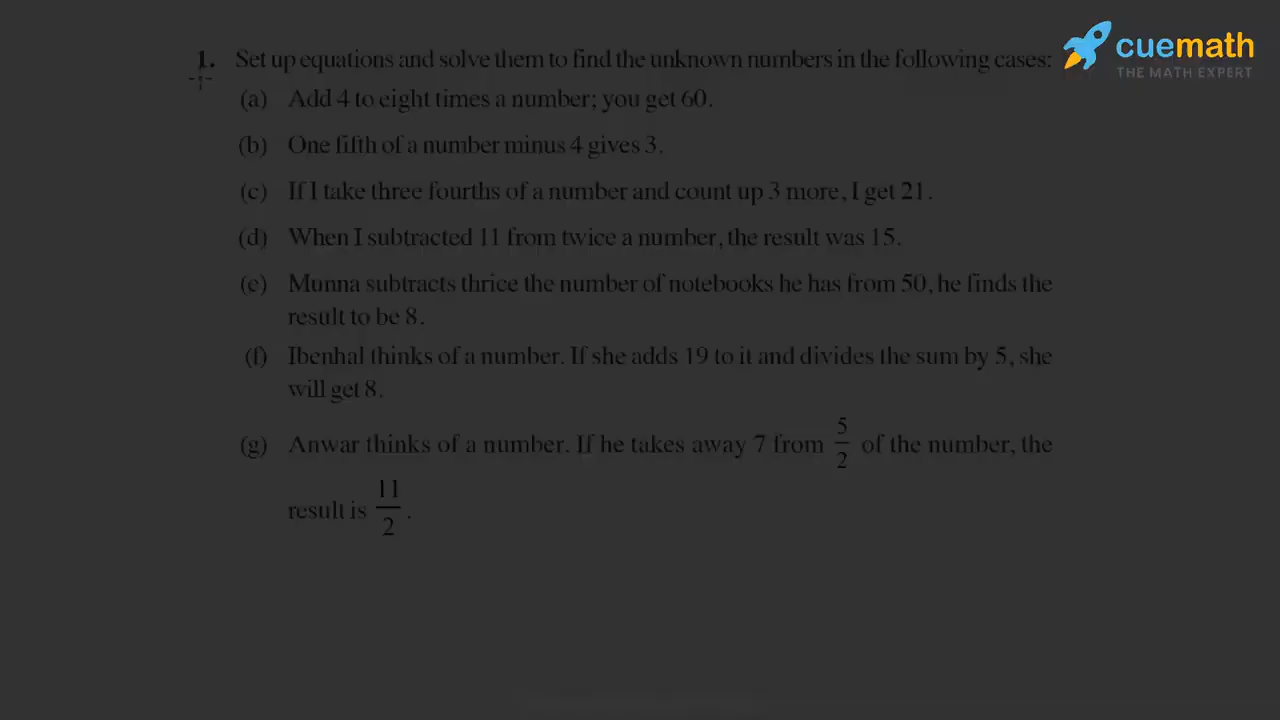 cuemath
THE MATH EXPERT
1. Set up equations and solve them to find the unknown numbers in the following cases:
(a) Add 4 to eight times a number; you get 60.
(b) One fifth of a number minus 4 gives 3.
(c) If I take three fourths of a number and count up 3 more, I get 21.
(d) When I subtracted 11 from twice a number, the result was 15.
(e) Munna subtracts thrice the number of notebooks he has from 50, he finds the
result to be 8.
(f) Ibenhal thinks of a number. If she adds 19 to it and divides the sum by 5, she
will get 8.
(g) Anwar thinks of a number. If he takes away 7 from 5/2 of the number, the
result is 11/2.